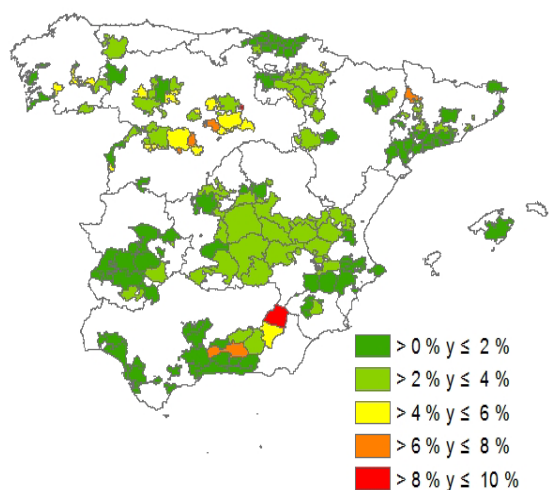 > 0 % y ≤ 2 %
> 2 % y ≤ 4 %
> 4 % y ≤ 6 %
> 6 % y ≤ 8 %
> 8 % y ≤ 10 %